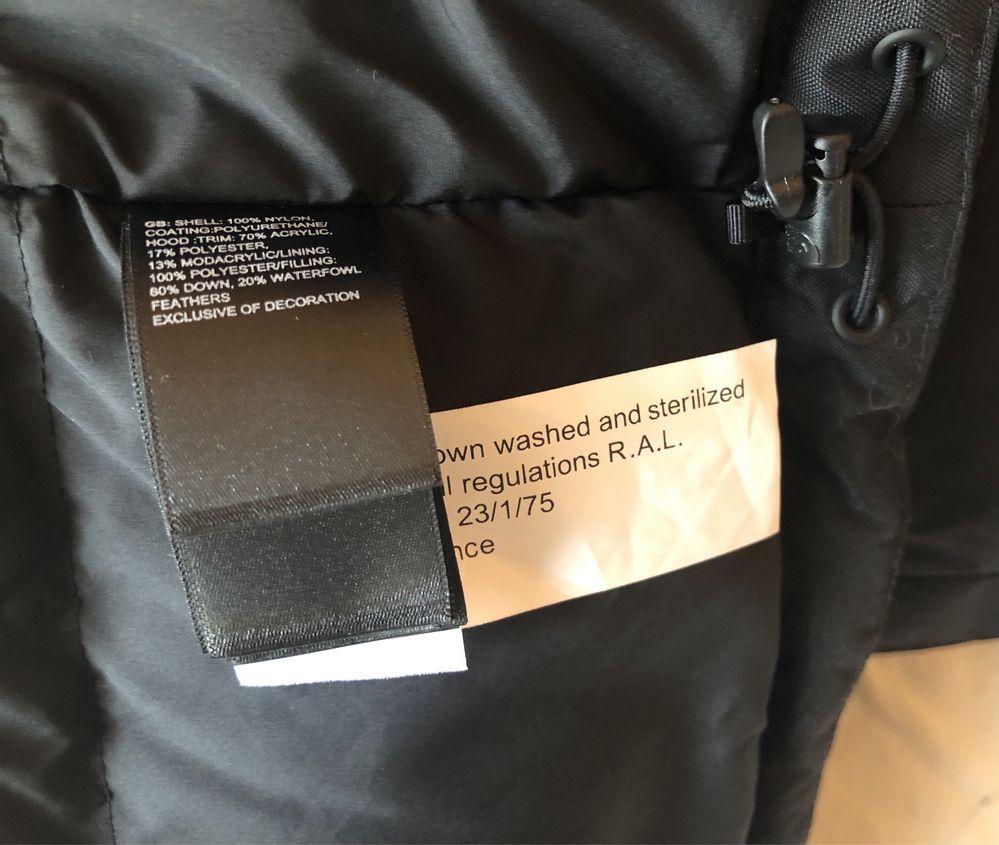 GB: SHELL: 100% NYLON,
COATING:POLYURETHANE/
HOOD :TRIM: 70% ACRYLIC,
17% POLYESTER,
13% MODACRYLIC/LINING:
100% POLYESTER/FILLING:
80% DOWN, 20% WATERFOWL
FEATHERS
EXCLUSIVE OF DECORATION
own washed and sterilized
l regulations R.A.L.
23/1/75
nce